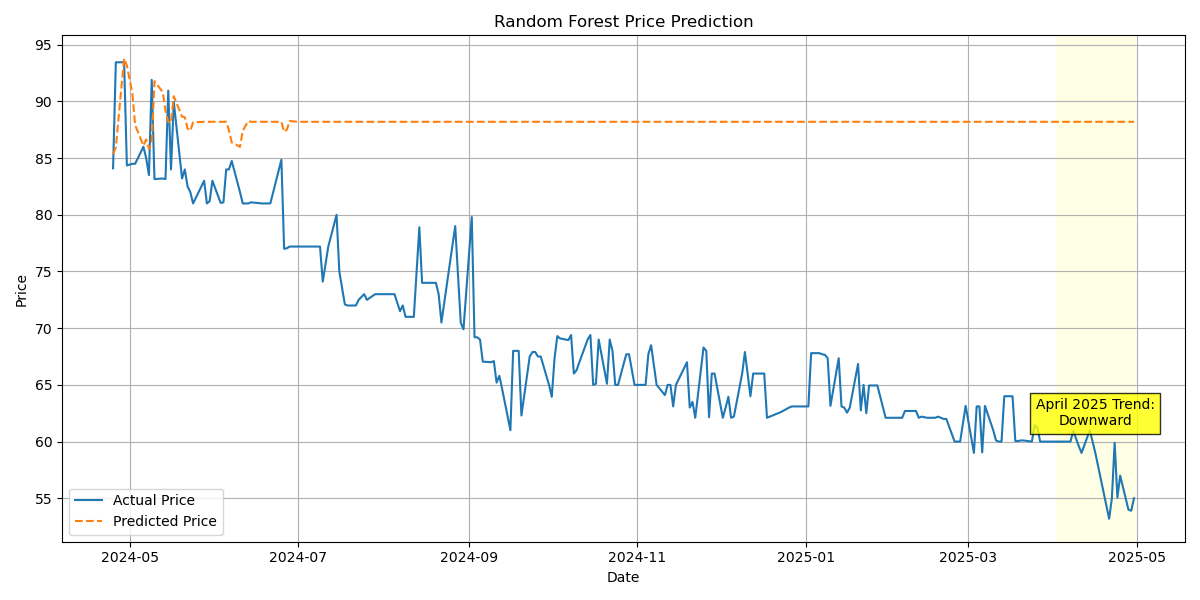 Random Forest Price Prediction
95
90
85
80
75
70
65
60
55
Price
April 2025 Trend:
Downward
Actual Price
Predicted Price
2024-05
2024-07
2024-09
2024-11
2025-01
2025-03
2025-05
Date